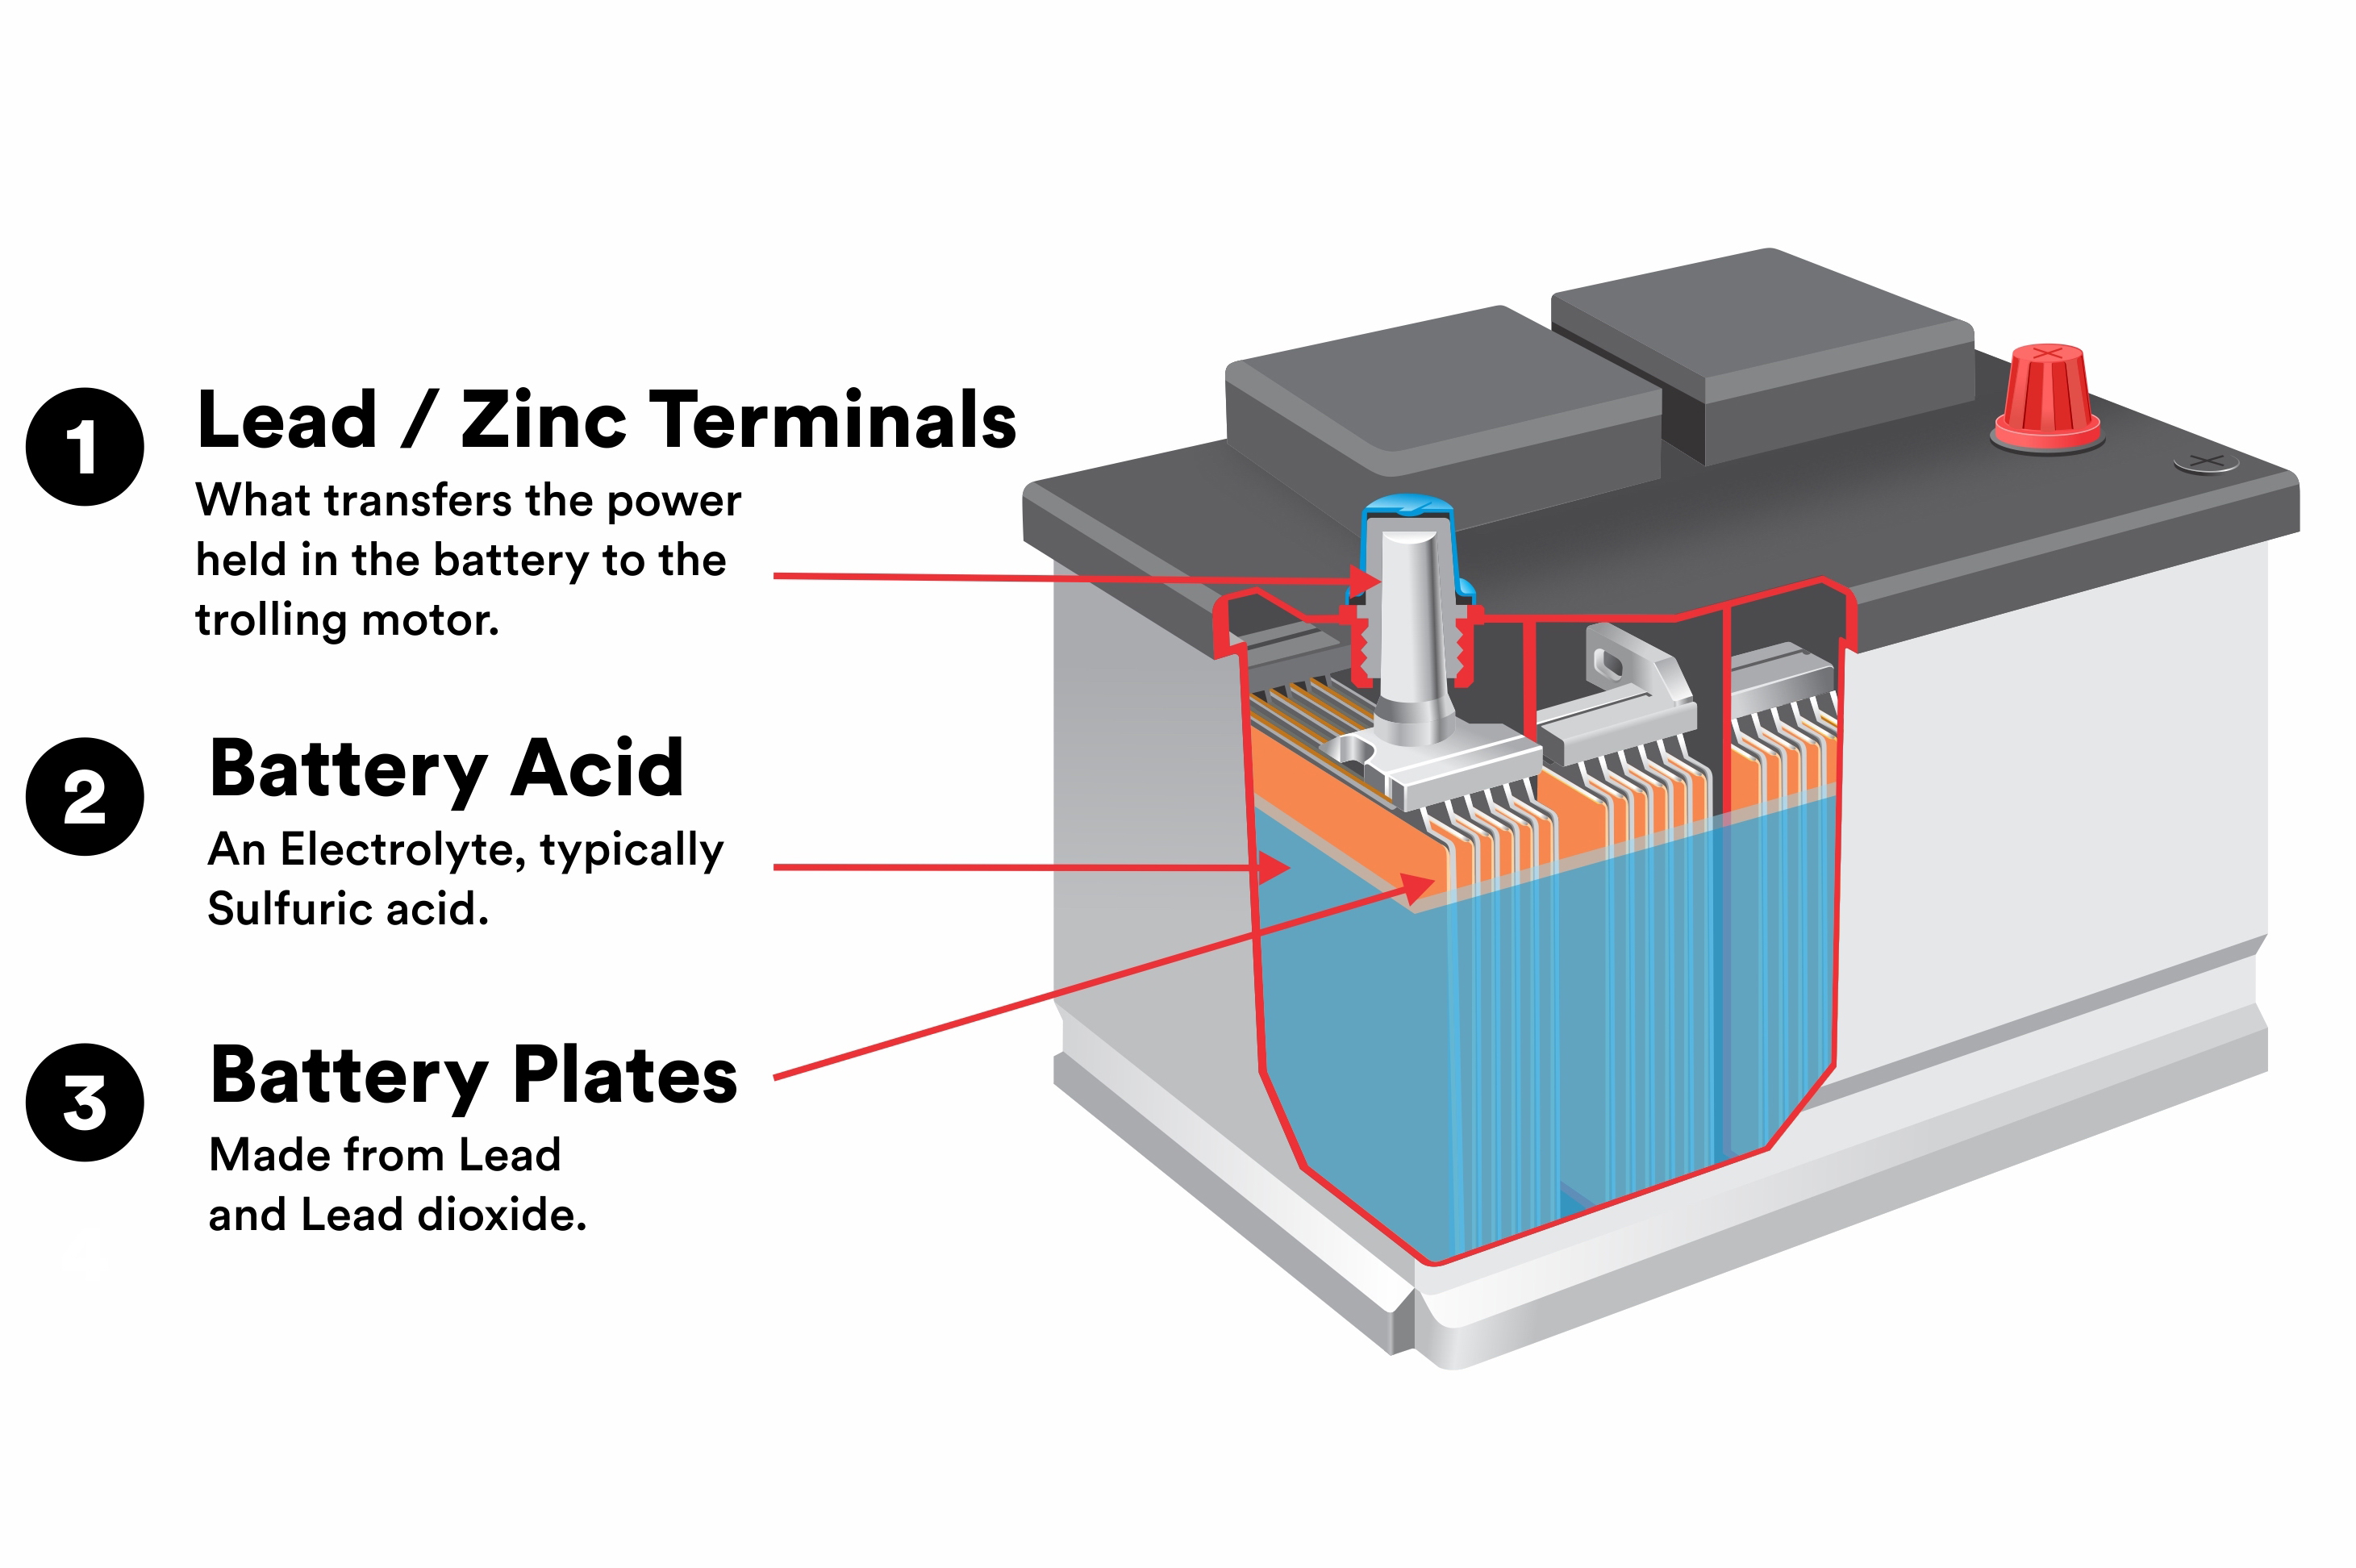 1
Lead / Zinc Terminals
What transfers the power
held in the battery to the
trolling motor.
2
Battery Acid
An Electrolyte, typically
Sulfuric acid.
3
Battery Plates
Made from Lead
and Lead dioxide.